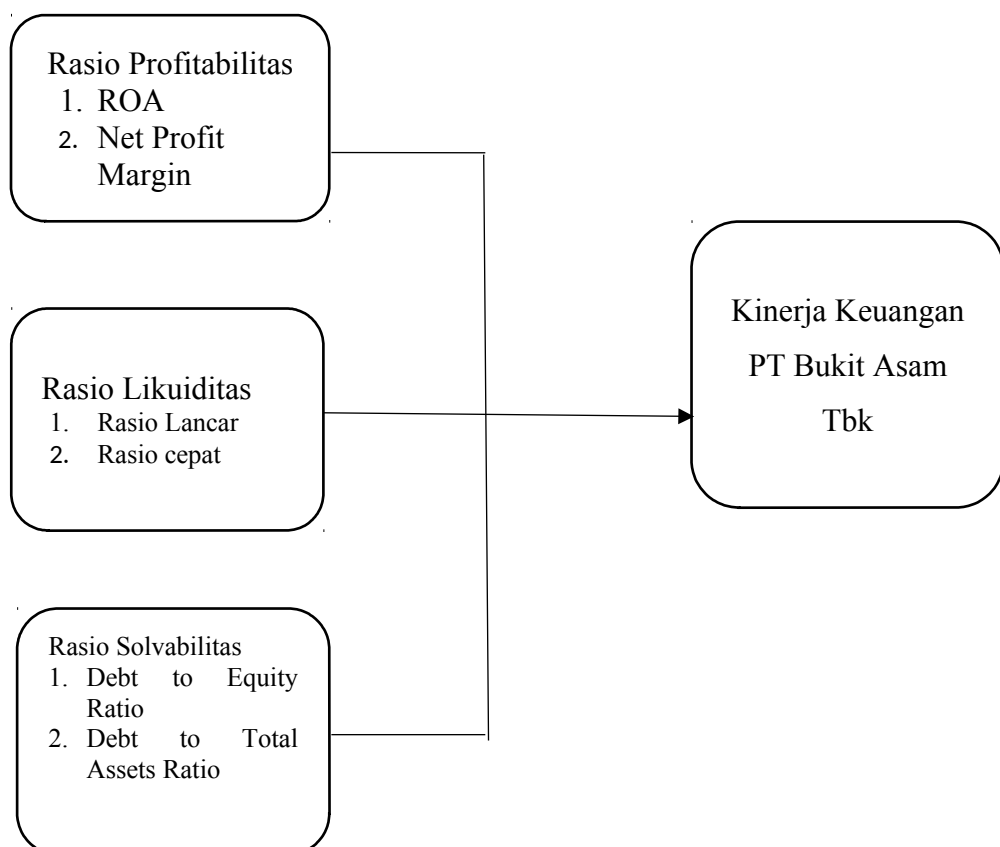 Rasio Profitabilitas
1. ROA
2. Net Profit
Margin
Rasio Likuiditas
1. Rasio Lancar
2. Rasio cepat
Rasio Solvabilitas
1. Debt to Equity
Ratio
2. Debt to Total
Assets Ratio
Kinerja Keuangan
PT Bukit Asam
Tbk